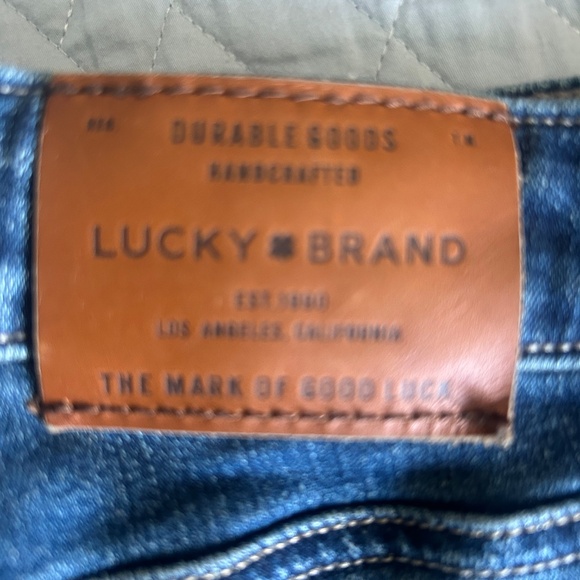 DURABLE GOODS
HANDCRAFTED
LUCKY BRAND
EST. 1990
LOS ANGELES, CALIFORNIA
THE MARK OF GOOD LUCK